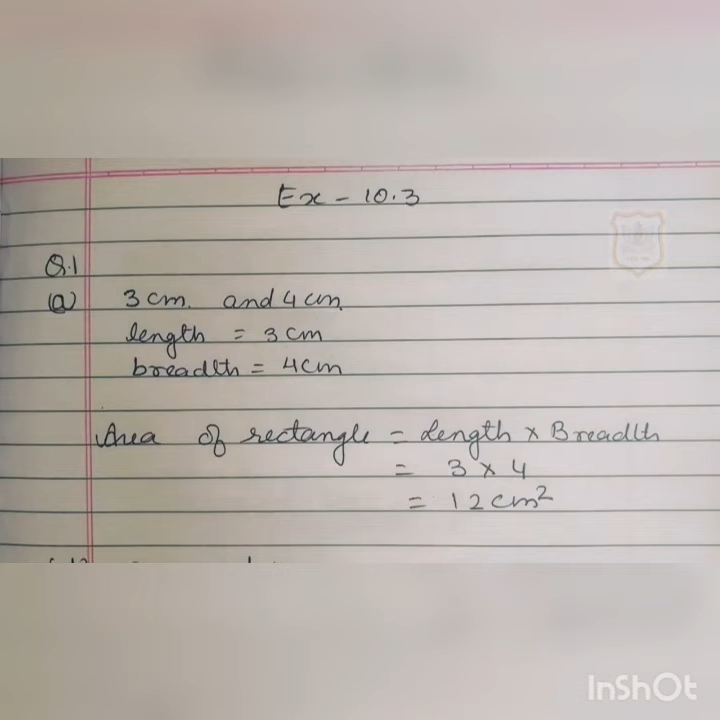 Ex - 10.3
Q.1
(a) 3 cm. and 4 cm.
length = 3 cm
breadth = 4 cm
Area of rectangle = length × Breadth
= 3 × 4
= 12 cm²
InShOt